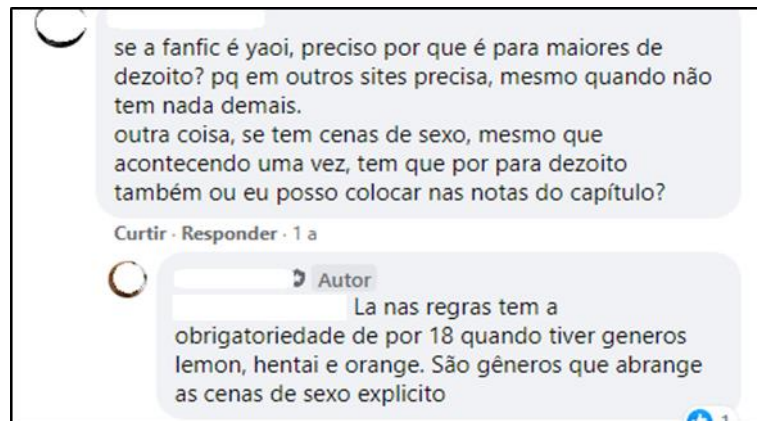 se a fanfic é yaoi, preciso por que é para maiores de
dezoito? pq em outros sites precisa, mesmo quando não
tem nada demais.
outra coisa, se tem cenas de sexo, mesmo que
acontecendo uma vez, tem que por para dezoito
também ou eu posso colocar nas notas do capítulo?
Curtir · Responder · 1 a
Autor
La nas regras tem a
obrigatoriedade de por 18 quando tiver generos
lemon, hentai e orange. São gêneros que abrange
as cenas de sexo explicito
1